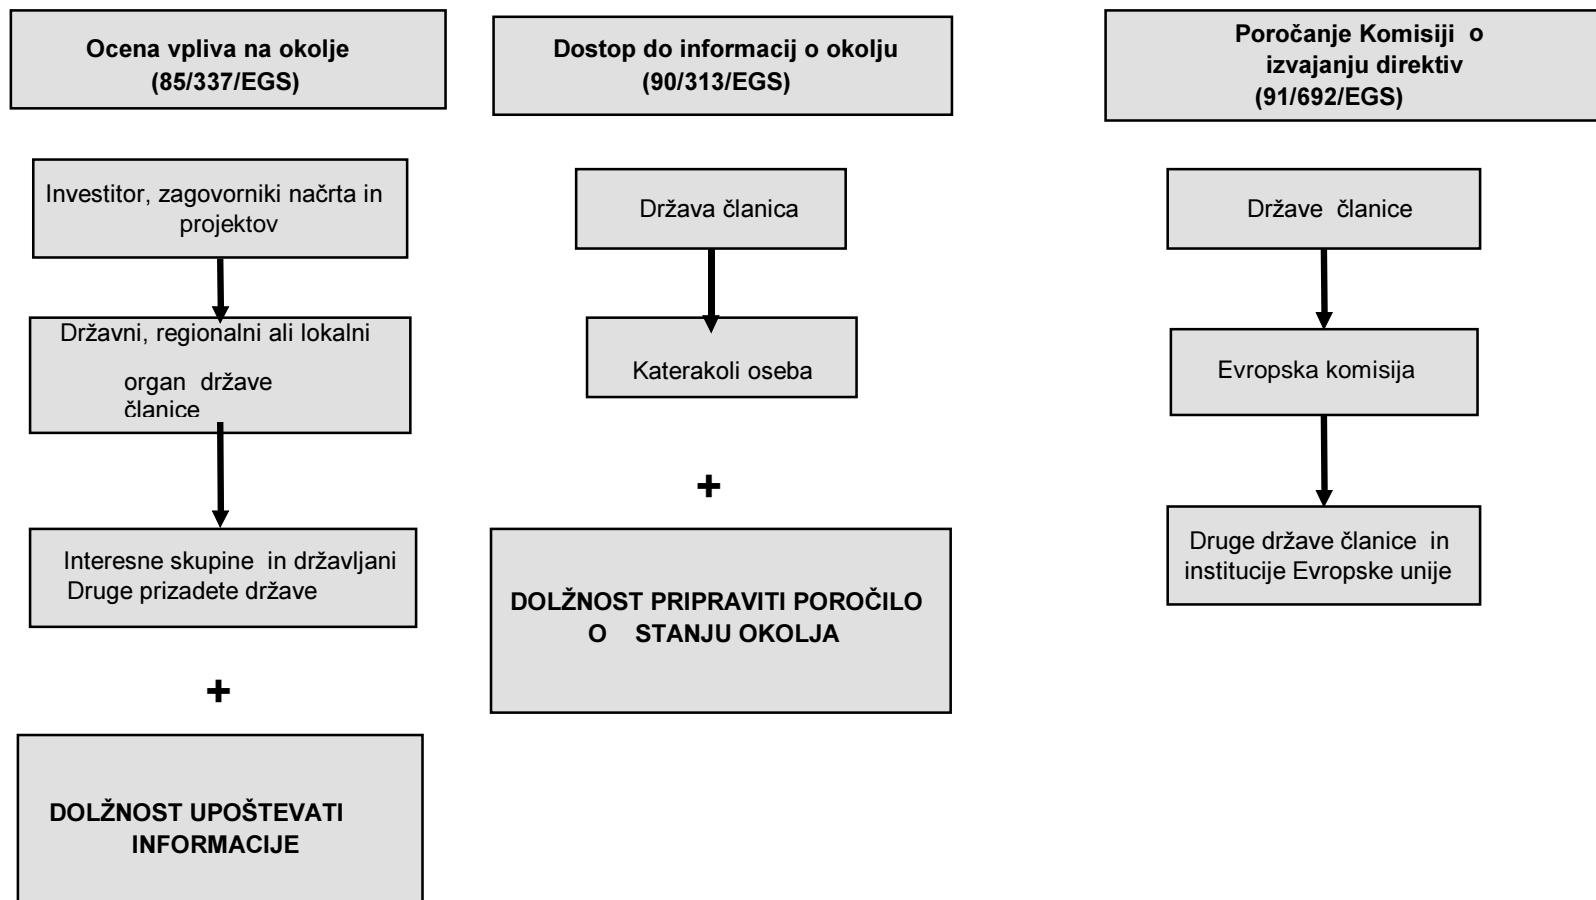 Ocena vpliva na okolje
(85/337/EGS)
Investitor, zagovorniki načrta in
projektov
Državni, regionalni ali lokalni
organ države
članice
Interesne skupine in državljani
Druge prizadete države
+
DOLŽNOST UPOŠTEVATI
INFORMACIJE
Dostop do informacij o okolju
(90/313/EGS)
Država članica
Katerakoli oseba
+
DOLŽNOST PRIPRAVITI POROČILO
O STANJU OKOLJA
Poročanje Komisiji o
izvajanju direktiv
(91/692/EGS)
Države članice
Evropska komisija
Druge države članice in
institucije Evropske unije